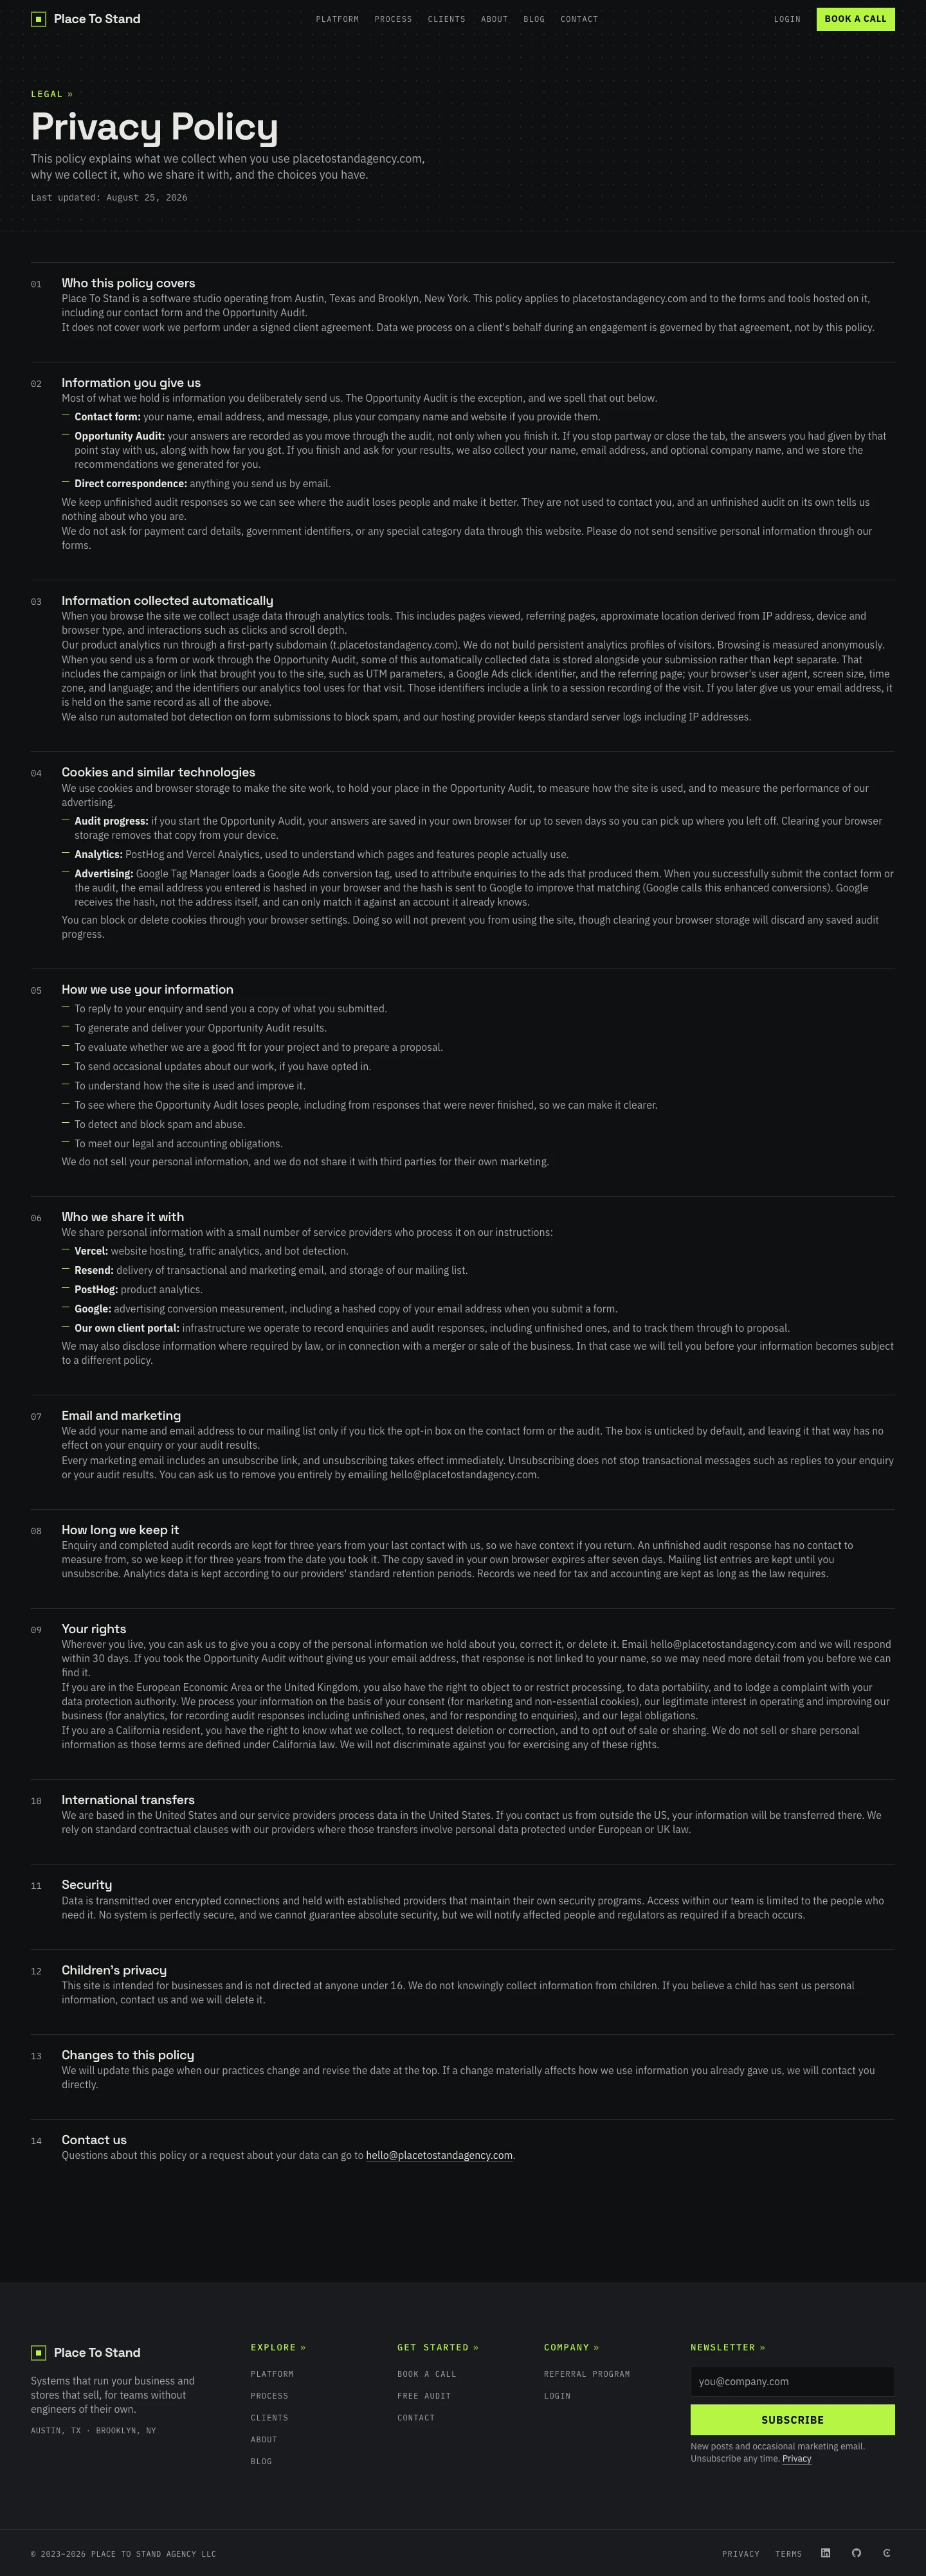 Place To Stand
PLATFORM PROCESS CLIENTS ABOUT BLOG CONTACT
LOGIN BOOK A CALL
LEGAL »
Privacy Policy
This policy explains what we collect when you use placetostandagency.com,
why we collect it, who we share it with, and the choices you have.
Last updated: August 25, 2026
01 Who this policy covers
Place To Stand is a software studio operating from Austin, Texas and Brooklyn, New York. This policy applies to placetostandagency.com and to the forms and tools hosted on it,
including our contact form and the Opportunity Audit.
It does not cover work we perform under a signed client agreement. Data we process on a client's behalf during an engagement is governed by that agreement, not by this policy.
02 Information you give us
Most of what we hold is information you deliberately send us. The Opportunity Audit is the exception, and we spell that out below.
— Contact form: your name, email address, and message, plus your company name and website if you provide them.
— Opportunity Audit: your answers are recorded as you move through the audit, not only when you finish it. If you stop partway or close the tab, the answers you had given by that
point stay with us, along with how far you got. If you finish and ask for your results, we also collect your name, email address, and optional company name, and we store the
recommendations we generated for you.
— Direct correspondence: anything you send us by email.
We keep unfinished audit responses so we can see where the audit loses people and make it better. They are not used to contact you, and an unfinished audit on its own tells us
nothing about who you are.
We do not ask for payment card details, government identifiers, or any special category data through this website. Please do not send sensitive personal information through our
forms.
03 Information collected automatically
When you browse the site we collect usage data through analytics tools. This includes pages viewed, referring pages, approximate location derived from IP address, device and
browser type, and interactions such as clicks and scroll depth.
Our product analytics run through a first-party subdomain (t.placetostandagency.com). We do not build persistent analytics profiles of visitors. Browsing is measured anonymously.
When you send us a form or work through the Opportunity Audit, some of this automatically collected data is stored alongside your submission rather than kept separate. That
includes the campaign or link that brought you to the site, such as UTM parameters, a Google Ads click identifier, and the referring page; your browser's user agent, screen size, time
zone, and language; and the identifiers our analytics tool uses for that visit. Those identifiers include a link to a session recording of the visit. If you later give us your email address, it
is held on the same record as all of the above.
We also run automated bot detection on form submissions to block spam, and our hosting provider keeps standard server logs including IP addresses.
04 Cookies and similar technologies
We use cookies and browser storage to make the site work, to hold your place in the Opportunity Audit, to measure how the site is used, and to measure the performance of our
advertising.
— Audit progress: if you start the Opportunity Audit, your answers are saved in your own browser for up to seven days so you can pick up where you left off. Clearing your browser
storage removes that copy from your device.
— Analytics: PostHog and Vercel Analytics, used to understand which pages and features people actually use.
— Advertising: Google Tag Manager loads a Google Ads conversion tag, used to attribute enquiries to the ads that produced them. When you successfully submit the contact form or
the audit, the email address you entered is hashed in your browser and the hash is sent to Google to improve that matching (Google calls this enhanced conversions). Google
receives the hash, not the address itself, and can only match it against an account it already knows.
You can block or delete cookies through your browser settings. Doing so will not prevent you from using the site, though clearing your browser storage will discard any saved audit
progress.
05 How we use your information
— To reply to your enquiry and send you a copy of what you submitted.
— To generate and deliver your Opportunity Audit results.
— To evaluate whether we are a good fit for your project and to prepare a proposal.
— To send occasional updates about our work, if you have opted in.
— To understand how the site is used and improve it.
— To see where the Opportunity Audit loses people, including from responses that were never finished, so we can make it clearer.
— To detect and block spam and abuse.
— To meet our legal and accounting obligations.
We do not sell your personal information, and we do not share it with third parties for their own marketing.
06 Who we share it with
We share personal information with a small number of service providers who process it on our instructions:
— Vercel: website hosting, traffic analytics, and bot detection.
— Resend: delivery of transactional and marketing email, and storage of our mailing list.
— PostHog: product analytics.
— Google: advertising conversion measurement, including a hashed copy of your email address when you submit a form.
— Our own client portal: infrastructure we operate to record enquiries and audit responses, including unfinished ones, and to track them through to proposal.
We may also disclose information where required by law, or in connection with a merger or sale of the business. In that case we will tell you before your information becomes subject
to a different policy.
07 Email and marketing
We add your name and email address to our mailing list only if you tick the opt-in box on the contact form or the audit. The box is unticked by default, and leaving it that way has no
effect on your enquiry or your audit results.
Every marketing email includes an unsubscribe link, and unsubscribing takes effect immediately. Unsubscribing does not stop transactional messages such as replies to your enquiry
or your audit results. You can ask us to remove you entirely by emailing hello@placetostandagency.com.
08 How long we keep it
Enquiry and completed audit records are kept for three years from your last contact with us, so we have context if you return. An unfinished audit response has no contact to
measure from, so we keep it for three years from the date you took it. The copy saved in your own browser expires after seven days. Mailing list entries are kept until you
unsubscribe. Analytics data is kept according to our providers' standard retention periods. Records we need for tax and accounting are kept as long as the law requires.
09 Your rights
Wherever you live, you can ask us to give you a copy of the personal information we hold about you, correct it, or delete it. Email hello@placetostandagency.com and we will respond
within 30 days. If you took the Opportunity Audit without giving us your email address, that response is not linked to your name, so we may need more detail from you before we can
find it.
If you are in the European Economic Area or the United Kingdom, you also have the right to object to or restrict processing, to data portability, and to lodge a complaint with your
data protection authority. We process your information on the basis of your consent (for marketing and non-essential cookies), our legitimate interest in operating and improving our
business (for analytics, for recording audit responses including unfinished ones, and for responding to enquiries), and our legal obligations.
If you are a California resident, you have the right to know what we collect, to request deletion or correction, and to opt out of sale or sharing. We do not sell or share personal
information as those terms are defined under California law. We will not discriminate against you for exercising any of these rights.
10 International transfers
We are based in the United States and our service providers process data in the United States. If you contact us from outside the US, your information will be transferred there. We
rely on standard contractual clauses with our providers where those transfers involve personal data protected under European or UK law.
11 Security
Data is transmitted over encrypted connections and held with established providers that maintain their own security programs. Access within our team is limited to the people who
need it. No system is perfectly secure, and we cannot guarantee absolute security, but we will notify affected people and regulators as required if a breach occurs.
12 Children's privacy
This site is intended for businesses and is not directed at anyone under 16. We do not knowingly collect information from children. If you believe a child has sent us personal
information, contact us and we will delete it.
13 Changes to this policy
We will update this page when our practices change and revise the date at the top. If a change materially affects how we use information you already gave us, we will contact you
directly.
14 Contact us
Questions about this policy or a request about your data can go to hello@placetostandagency.com.
Place To Stand
Systems that run your business and
stores that sell, for teams without
engineers of their own.
AUSTIN, TX · BROOKLYN, NY
EXPLORE »
PLATFORM
PROCESS
CLIENTS
ABOUT
BLOG
GET STARTED »
BOOK A CALL
FREE AUDIT
CONTACT
COMPANY »
REFERRAL PROGRAM
LOGIN
NEWSLETTER »
you@company.com
SUBSCRIBE
New posts and occasional marketing email.
Unsubscribe any time. Privacy
© 2023–2026 PLACE TO STAND AGENCY LLC
PRIVACY TERMS